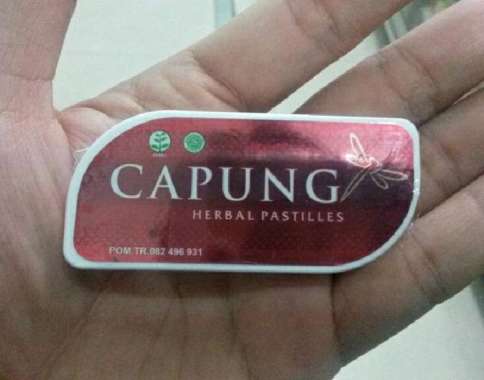 CAPUNG
HERBAL PASTILLES
POM TR.082 496 931